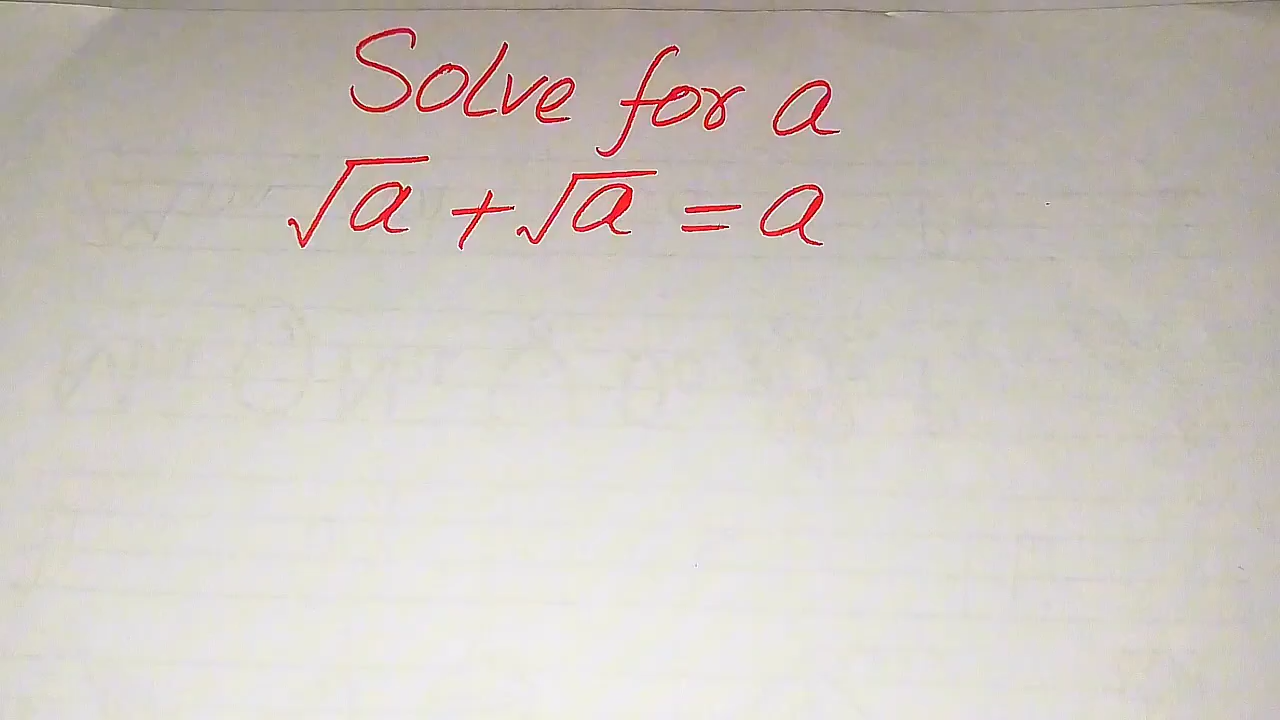 Solve for a
√a + √a = a